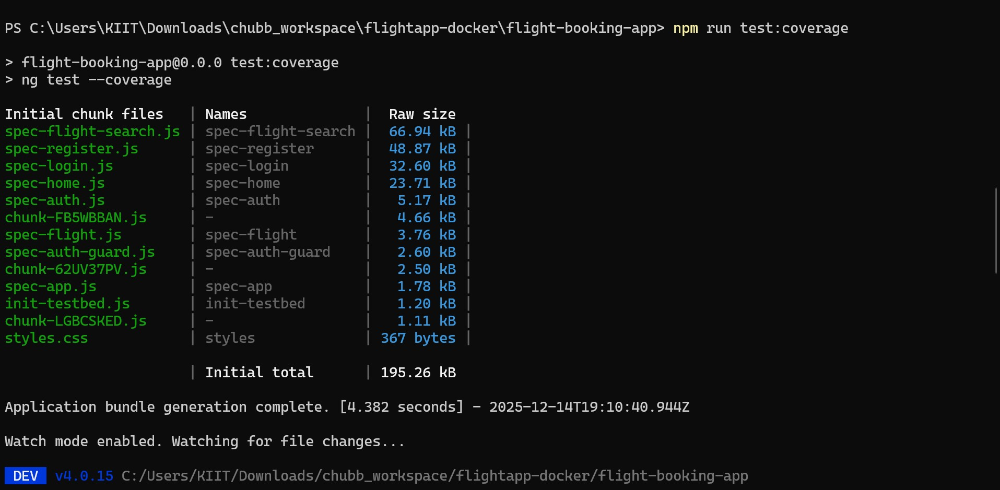 PS C:\Users\KIIT\Downloads\chubb_workspace\flightapp-docker\flight-booking-app> npm run test:coverage
> flight-booking-app@0.0.0 test:coverage
> ng test --coverage
Initial chunk files | Names | Raw size
spec-flight-search.js | spec-flight-search | 66.94 kB |
spec-register.js | spec-register | 48.87 kB |
spec-login.js | spec-login | 32.60 kB |
spec-home.js | spec-home | 23.71 kB |
spec-auth.js | spec-auth | 5.17 kB |
chunk-FB5WBBAN.js | - | 4.66 kB |
spec-flight.js | spec-flight | 3.76 kB |
spec-auth-guard.js | spec-auth-guard | 2.60 kB |
chunk-62UV37PV.js | - | 2.50 kB |
spec-app.js | spec-app | 1.78 kB |
init-testbed.js | init-testbed | 1.20 kB |
chunk-LGBCSKED.js | - | 1.11 kB |
styles.css | styles | 367 bytes |
| Initial total | 195.26 kB
Application bundle generation complete. [4.382 seconds] - 2025-12-14T19:10:40.944Z
Watch mode enabled. Watching for file changes...
DEV v4.0.15 C:/Users/KIIT/Downloads/chubb_workspace/flightapp-docker/flight-booking-app